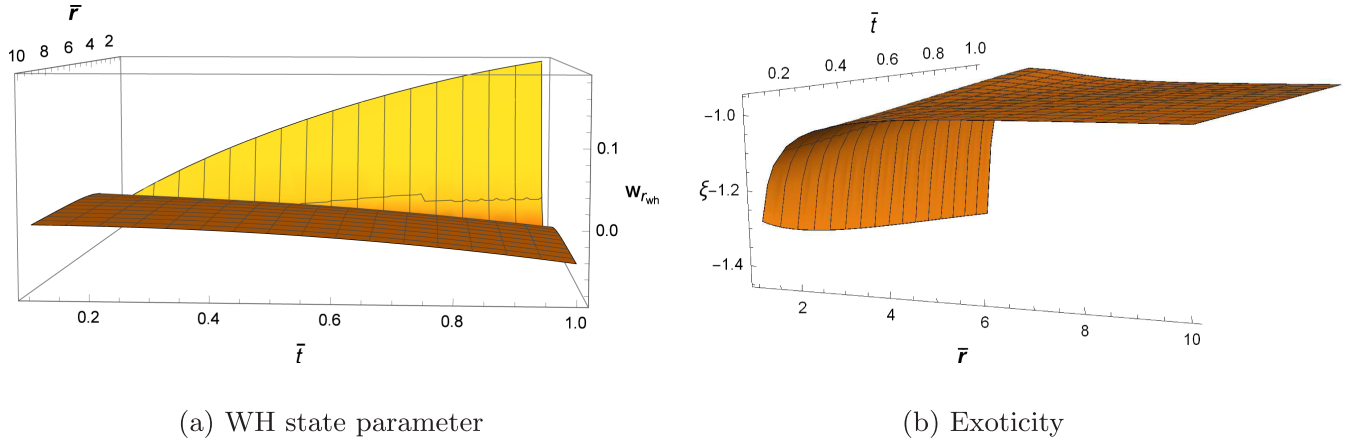 r̄
10 8 6 4 2
0.1
w_{r_{wh}}
0.0
0.2 0.4 0.6 0.8 1.0
t̄
(a) WH state parameter
t̄
0.2 0.4 0.6 0.8 1.0
−1.0
ξ −1.2
−1.4
2 4 6 8 10
r̄
(b) Exoticity